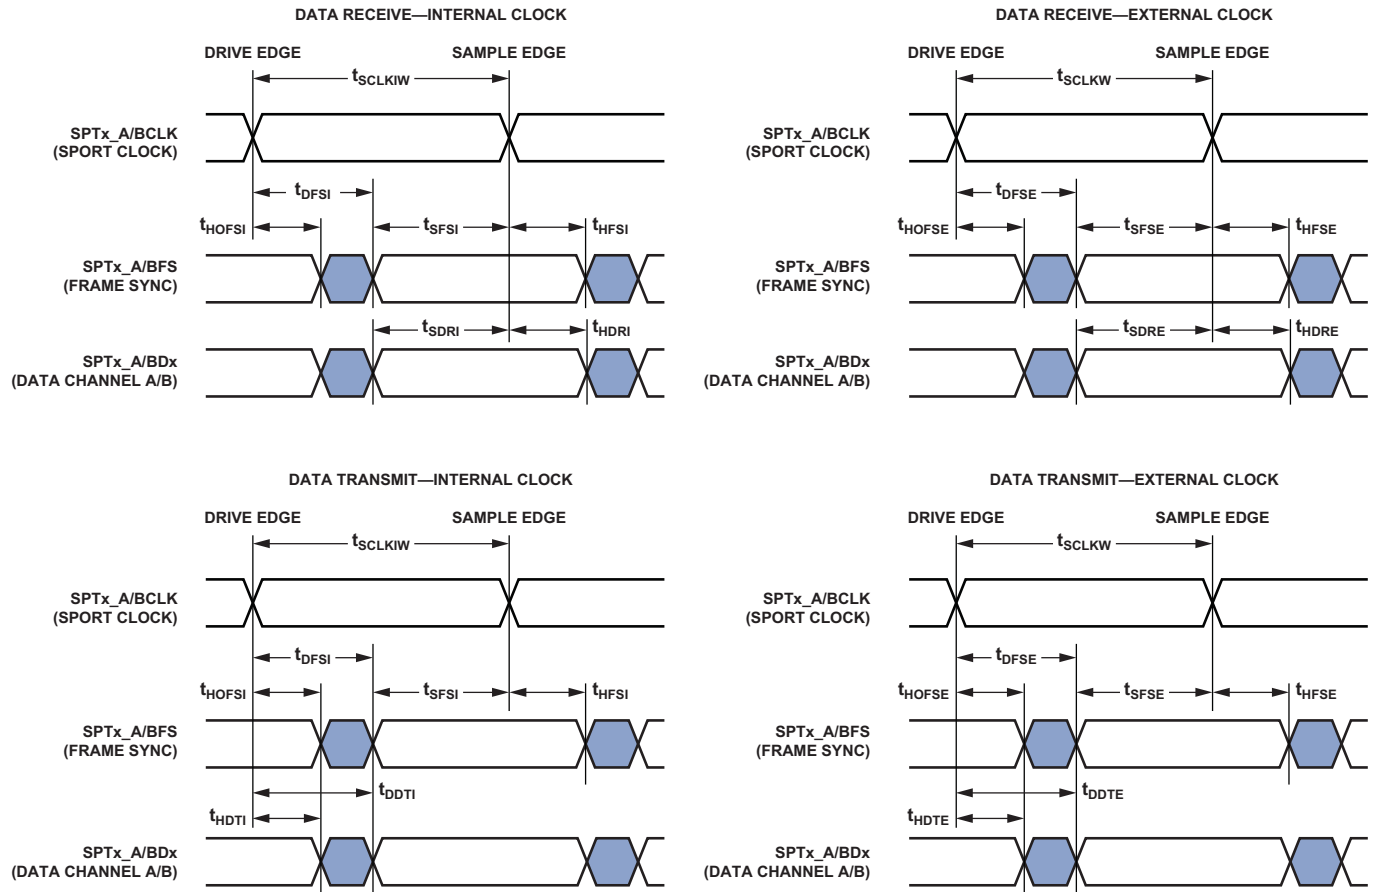 DATA RECEIVE—INTERNAL CLOCK
DRIVE EDGE
SAMPLE EDGE
tSCLKIW
SPTx_A/BCLK
(SPORT CLOCK)
tDFSI
tHOFSI
tSFSI
tHFSI
SPTx_A/BFS
(FRAME SYNC)
tSDRI
tHDRI
SPTx_A/BDx
(DATA CHANNEL A/B)
DATA RECEIVE—EXTERNAL CLOCK
DRIVE EDGE
SAMPLE EDGE
tSCLKW
SPTx_A/BCLK
(SPORT CLOCK)
tDFSE
tHOFSE
tSFSE
tHFSE
SPTx_A/BFS
(FRAME SYNC)
tSDRE
tHDRE
SPTx_A/BDx
(DATA CHANNEL A/B)
DATA TRANSMIT—INTERNAL CLOCK
DRIVE EDGE
SAMPLE EDGE
tSCLKIW
SPTx_A/BCLK
(SPORT CLOCK)
tDFSI
tHOFSI
tSFSI
tHFSI
SPTx_A/BFS
(FRAME SYNC)
tDDTI
tHDTI
SPTx_A/BDx
(DATA CHANNEL A/B)
DATA TRANSMIT—EXTERNAL CLOCK
DRIVE EDGE
SAMPLE EDGE
tSCLKW
SPTx_A/BCLK
(SPORT CLOCK)
tDFSE
tHOFSE
tSFSE
tHFSE
SPTx_A/BFS
(FRAME SYNC)
tDDTE
tHDTE
SPTx_A/BDx
(DATA CHANNEL A/B)